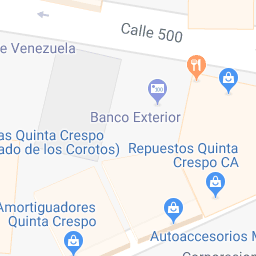 Calle 500
e Venezuela
Banco Exterior
as Quinta Crespo
ado de los Corotos)
Repuestos Quinta
Crespo CA
Amortiguadores
Quinta Crespo
Autoaccesorios M
Corporacion